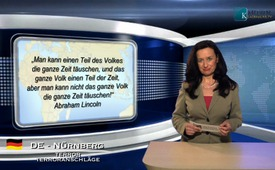 „Man kann einen Teil des Volkes
die ganze Zeit täuschen, und das
ganze Volk einen Teil der Zeit,
aber man kann nicht das ganze Volk
die ganze Zeit täuschen!“
Abraham Lincoln
DE - NÜRNBERG
TERROR
TERRORANSCHLÄGE